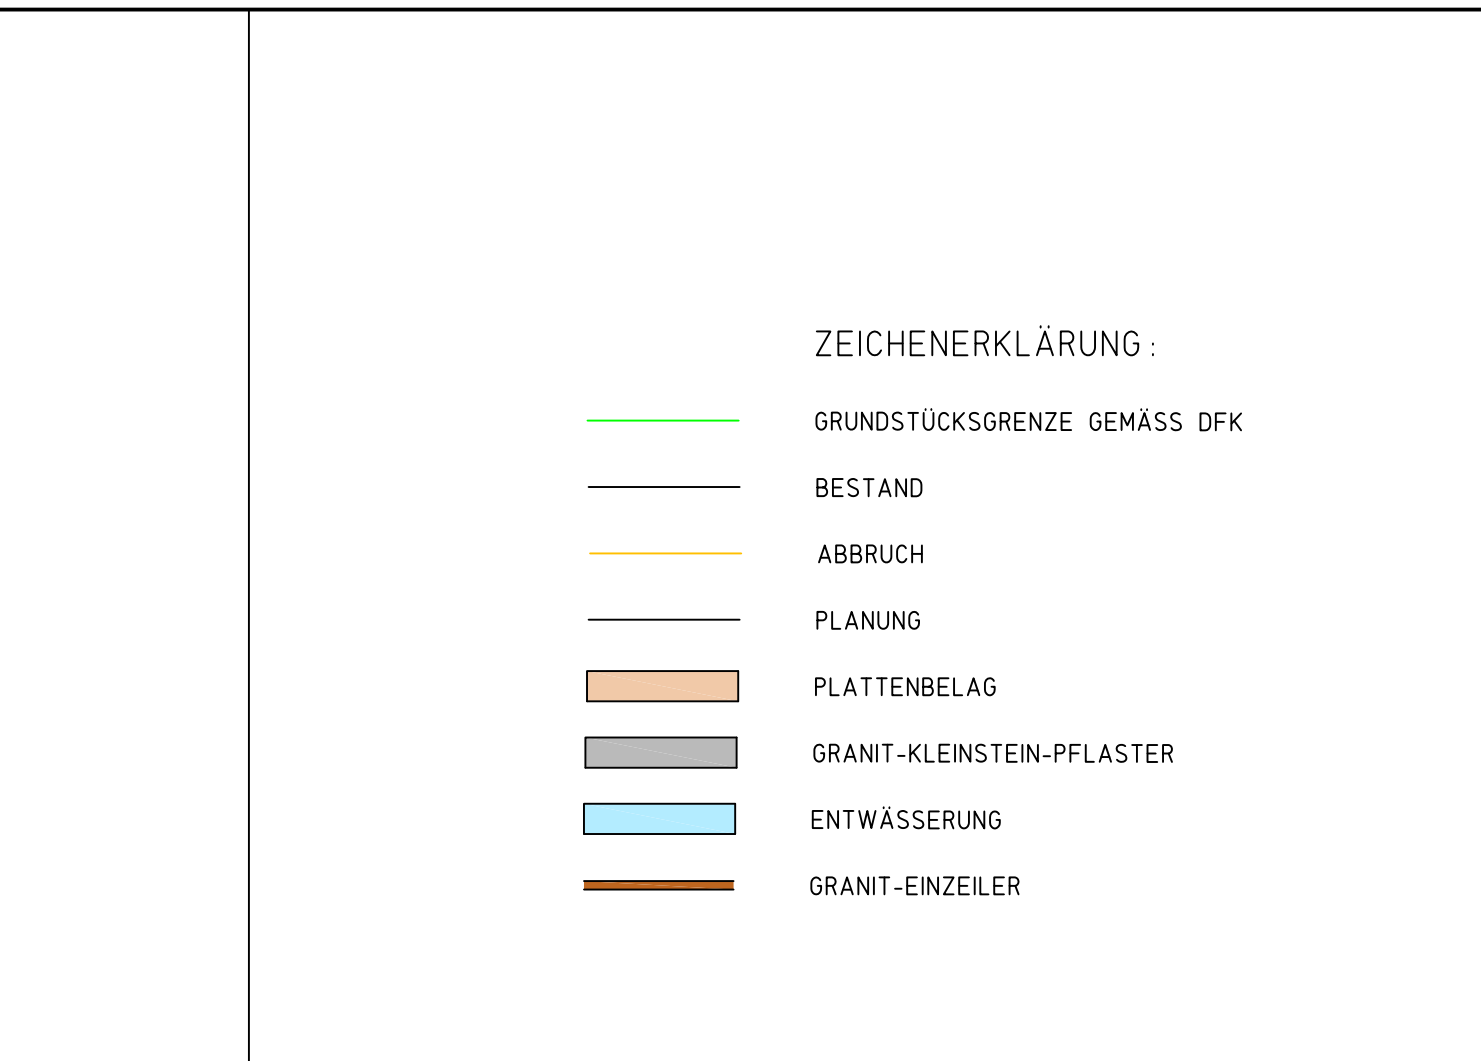 ZEICHENERKLÄRUNG:
GRUNDSTÜCKSGRENZE GEMÄSS DFK
BESTAND
ABBRUCH
PLANUNG
PLATTENBELAG
GRANIT-KLEINSTEIN-PFLASTER
ENTWÄSSERUNG
GRANIT-EINZEILER